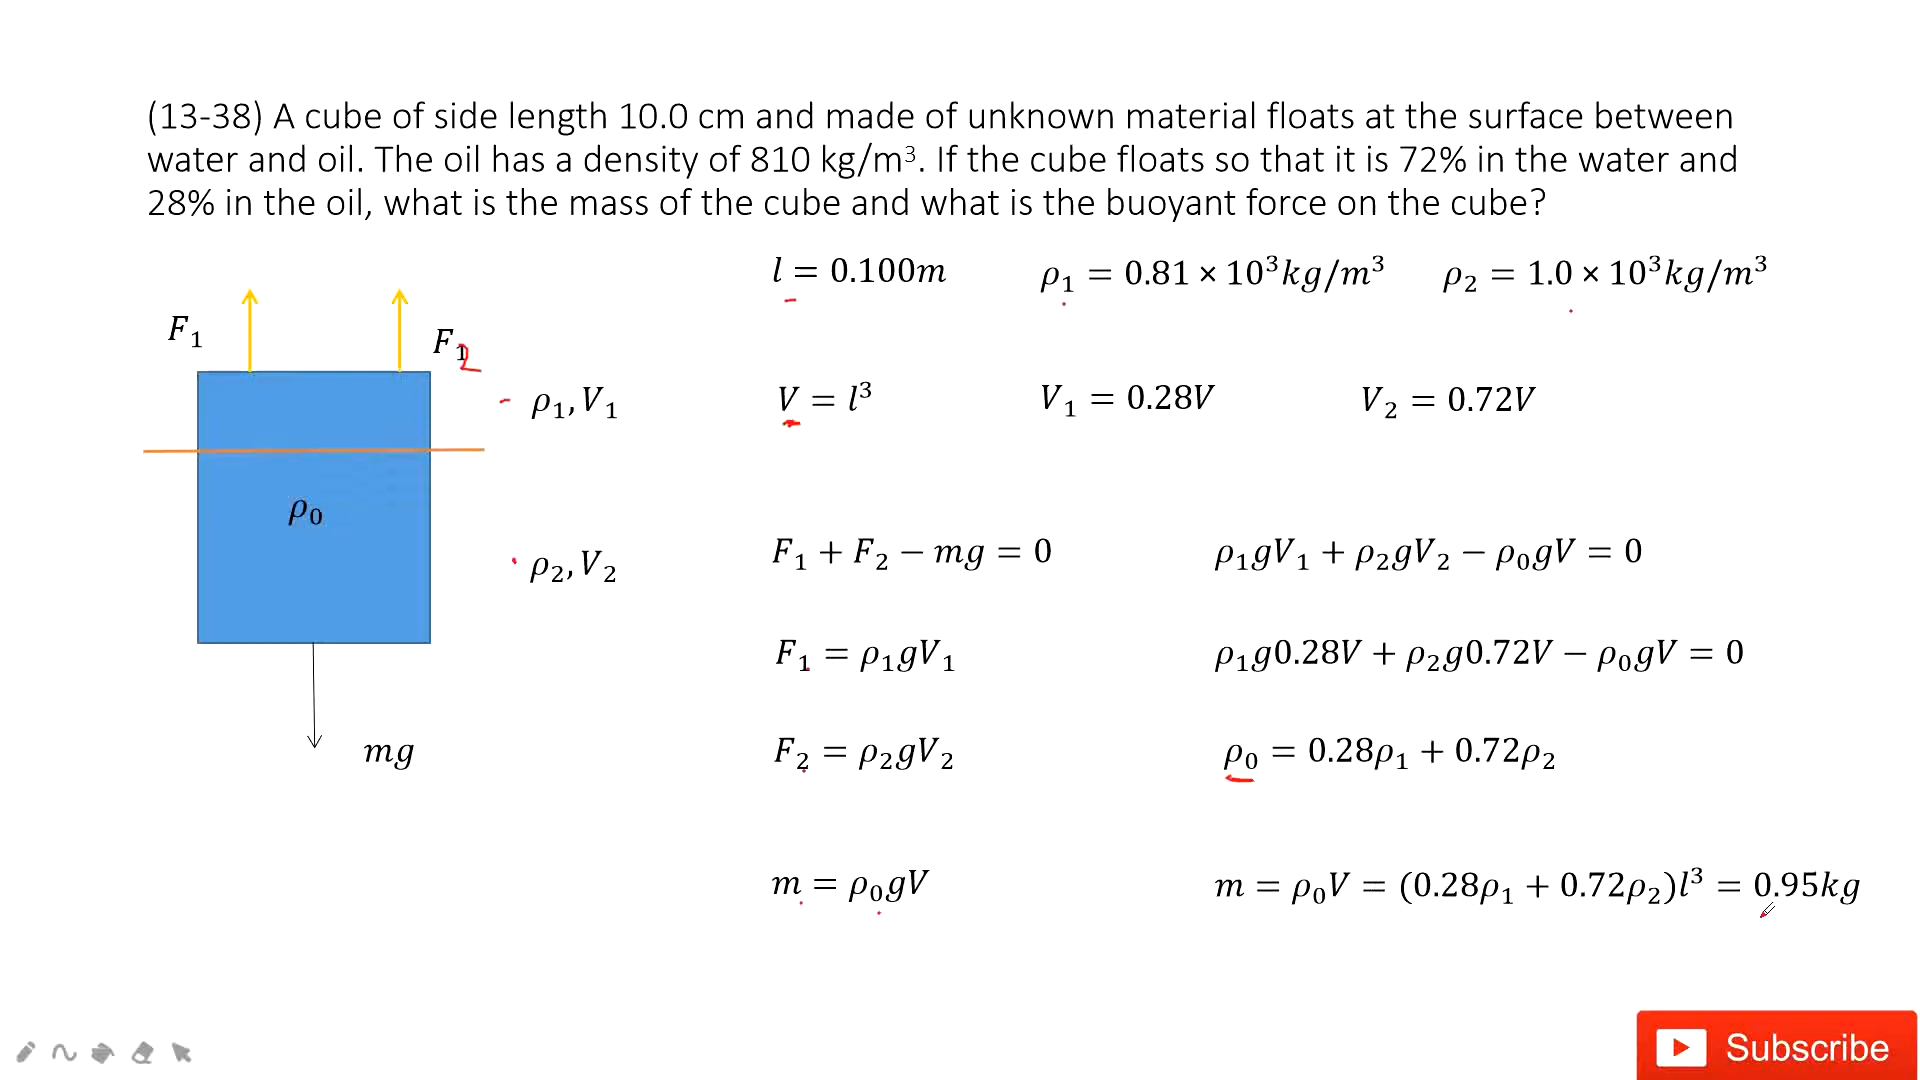 (13-38) A cube of side length 10.0 cm and made of unknown material floats at the surface between
water and oil. The oil has a density of 810 kg/m³. If the cube floats so that it is 72% in the water and
28% in the oil, what is the mass of the cube and what is the buoyant force on the cube?
l = 0.100m
ρ₁ = 0.81 × 10³kg/m³
ρ₂ = 1.0 × 10³kg/m³
F₁
F₁ 2
ρ₁, V₁
V = l³
V₁ = 0.28V
V₂ = 0.72V
ρ₀
ρ₂, V₂
F₁ + F₂ − mg = 0
ρ₁gV₁ + ρ₂gV₂ − ρ₀gV = 0
F₁ = ρ₁gV₁
ρ₁g0.28V + ρ₂g0.72V − ρ₀gV = 0
mg
F₂ = ρ₂gV₂
ρ₀ = 0.28ρ₁ + 0.72ρ₂
m = ρ₀gV
m = ρ₀V = (0.28ρ₁ + 0.72ρ₂)l³ = 0.95kg
Subscribe